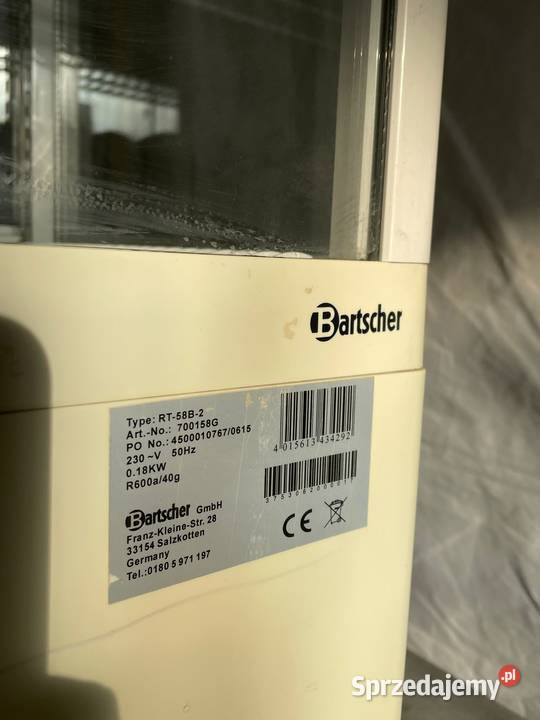 Bartscher
Type: RT-58B-2
Art.-No.: 700158G
PO No.: 4500010767/0615
230 ~V 50Hz
0.18KW
R600a/40g
4 015613 434292
3753082000011
Bartscher GmbH
Franz-Kleine-Str. 28
33154 Salzkotten
Germany
Tel.:0180 5 971 197
CE
Sprzedajemy.pl